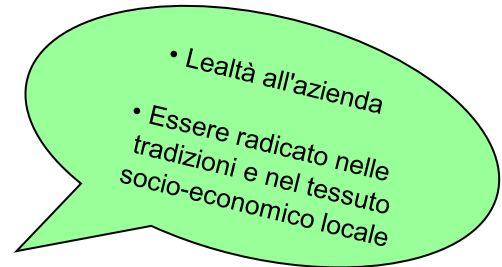 • Lealtà all'azienda
• Essere radicato nelle
tradizioni e nel tessuto
socio-economico locale